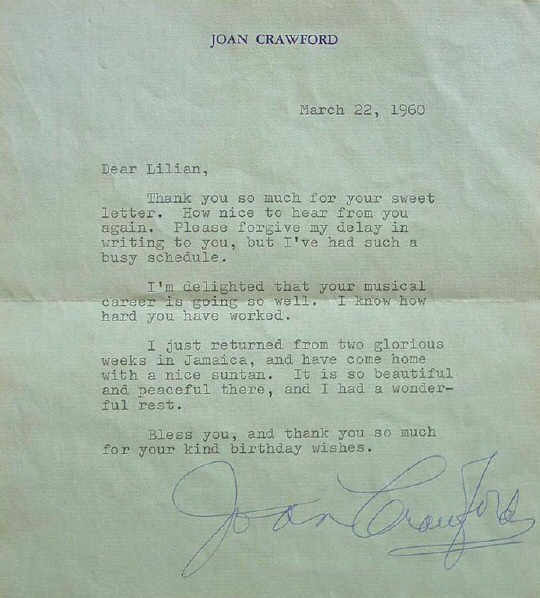 JOAN CRAWFORD
March 22, 1960
Dear Lilian,
Thank you so much for your sweet
letter. How nice to hear from you
again. Please forgive my delay in
writing to you, but I've had such a
busy schedule.
I'm delighted that your musical
career is going so well. I know how
hard you have worked.
I just returned from two glorious
weeks in Jamaica, and have come home
with a nice suntan. It is so beautiful
and peaceful there, and I had a wonder-
ful rest.
Bless you, and thank you so much
for your kind birthday wishes.
Joan Crawford